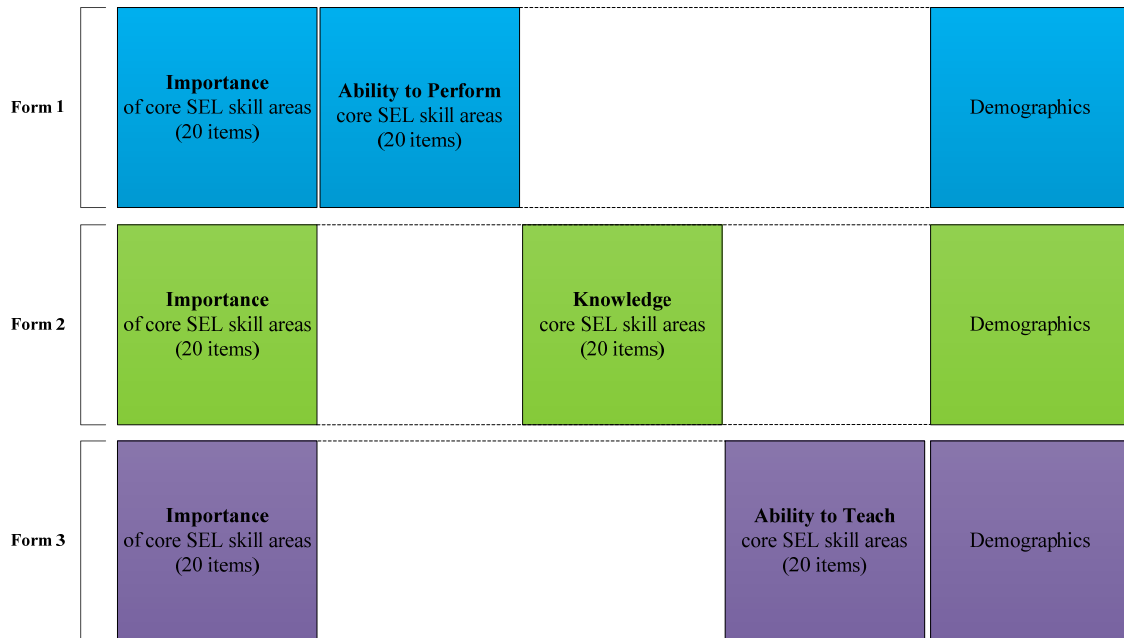 Form 1
Importance
of core SEL skill areas
(20 items)
Ability to Perform
core SEL skill areas
(20 items)
Demographics
Form 2
Importance
of core SEL skill areas
(20 items)
Knowledge
core SEL skill areas
(20 items)
Demographics
Form 3
Importance
of core SEL skill areas
(20 items)
Ability to Teach
core SEL skill areas
(20 items)
Demographics